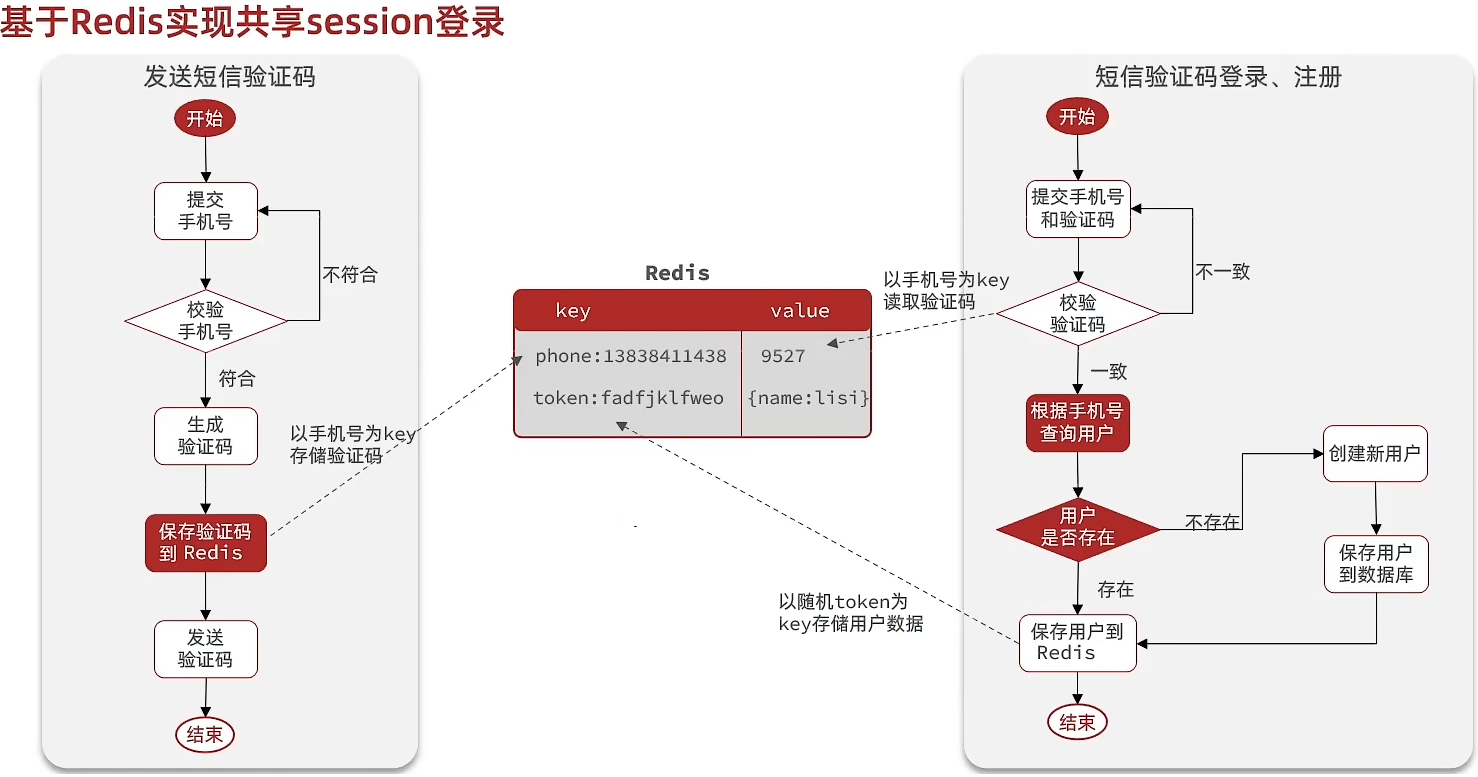 基于Redis实现共享session登录
发送短信验证码
开始
提交
手机号
不符合
校验
手机号
符合
生成
验证码
以手机号为key
存储验证码
保存验证码
到 Redis
发送
验证码
结束
Redis
key
value
phone:13838411438
9527
token:fadfjklfweo
{name:lisi}
短信验证码登录、注册
开始
提交手机号
和验证码
不一致
以手机号为key
读取验证码
校验
验证码
一致
根据手机号
查询用户
用户
是否存在
不存在
创建新用户
保存用户
到数据库
存在
以随机token为
key存储用户数据
保存用户到
Redis
结束